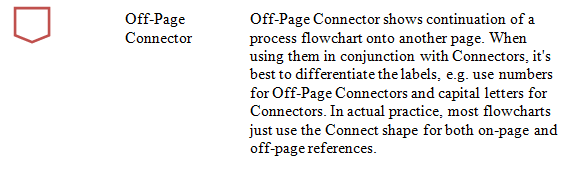 Off-Page
Connector
Off-Page Connector shows continuation of a
process flowchart onto another page. When
using them in conjunction with Connectors, it's
best to differentiate the labels, e.g. use numbers
for Off-Page Connectors and capital letters for
Connectors. In actual practice, most flowcharts
just use the Connect shape for both on-page and
off-page references.